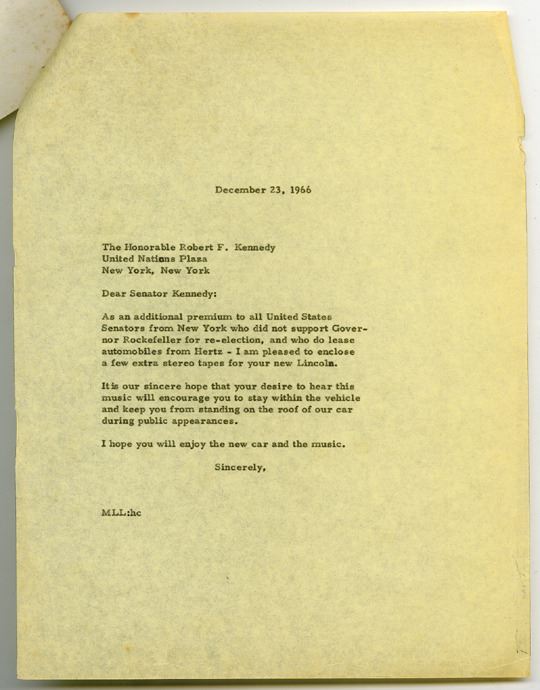 December 23, 1966
The Honorable Robert F. Kennedy
United Nations Plaza
New York, New York
Dear Senator Kennedy:
As an additional premium to all United States
Senators from New York who did not support Gover-
nor Rockefeller for re-election, and who do lease
automobiles from Hertz - I am pleased to enclose
a few extra stereo tapes for your new Lincoln.
It is our sincere hope that your desire to hear this
music will encourage you to stay within the vehicle
and keep you from standing on the roof of our car
during public appearances.
I hope you will enjoy the new car and the music.
Sincerely,
MLL:hc